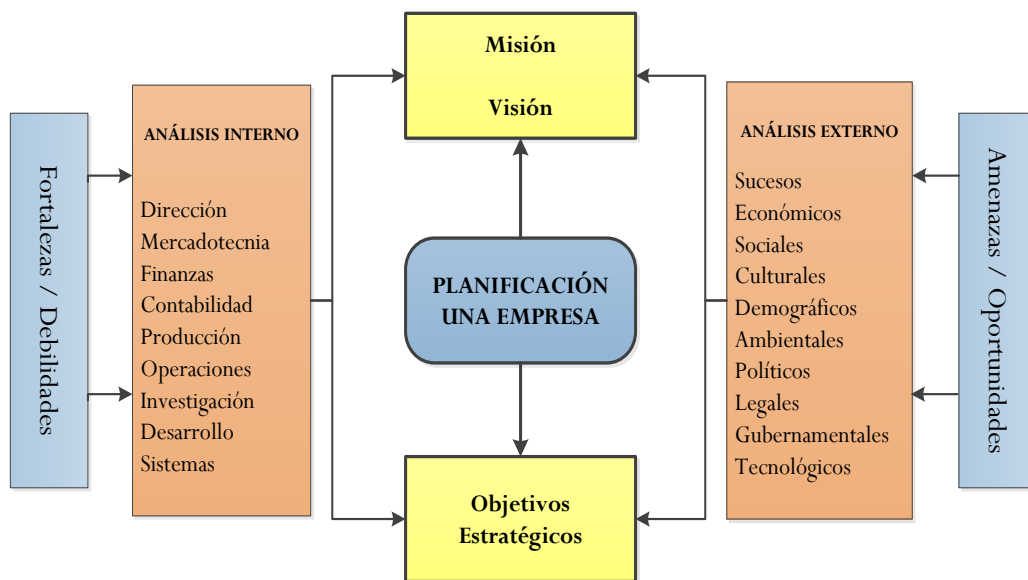 Fortalezas / Debilidades
ANÁLISIS INTERNO
Dirección
Mercadotecnia
Finanzas
Contabilidad
Producción
Operaciones
Investigación
Desarrollo
Sistemas
Misión
Visión
PLANIFICACIÓN
UNA EMPRESA
Objetivos
Estratégicos
ANÁLISIS EXTERNO
Sucesos
Económicos
Sociales
Culturales
Demográficos
Ambientales
Políticos
Legales
Gubernamentales
Tecnológicos
Amenazas / Oportunidades